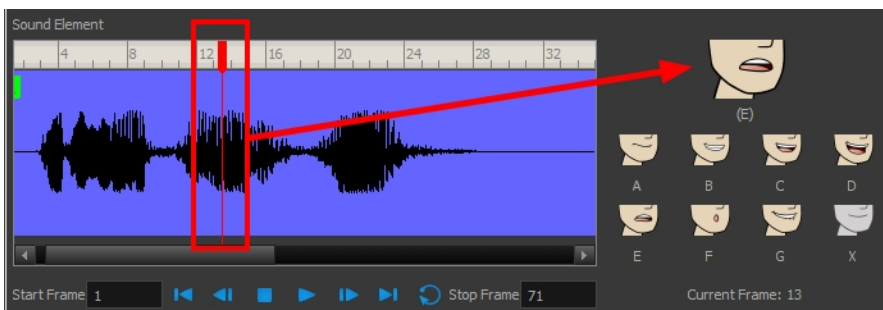 Sound Element
4 8 12 16 20 24 28 32
(E)
A B C D
E F G X
Start Frame 1 Stop Frame 71 Current Frame: 13